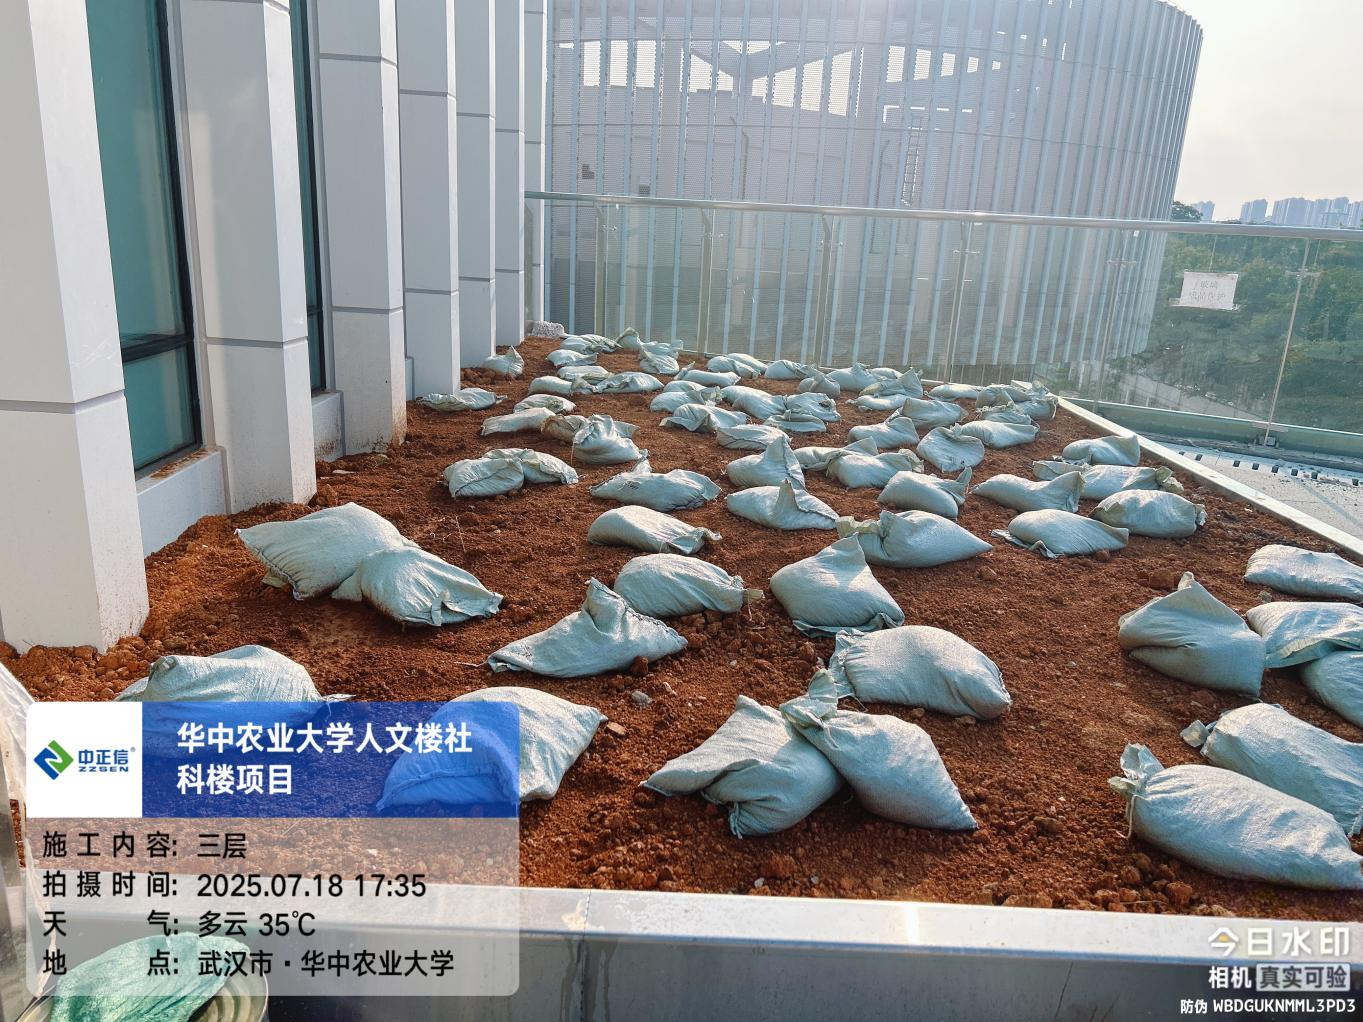 中正信®
ZZSEN
华中农业大学人文楼社
科楼项目
施工内容: 三层
拍摄时间: 2025.07.18 17:35
天气: 多云 35℃
地点: 武汉市·华中农业大学
今日水印
相机 真实可验
防伪 WBDGUKNMML3PD3